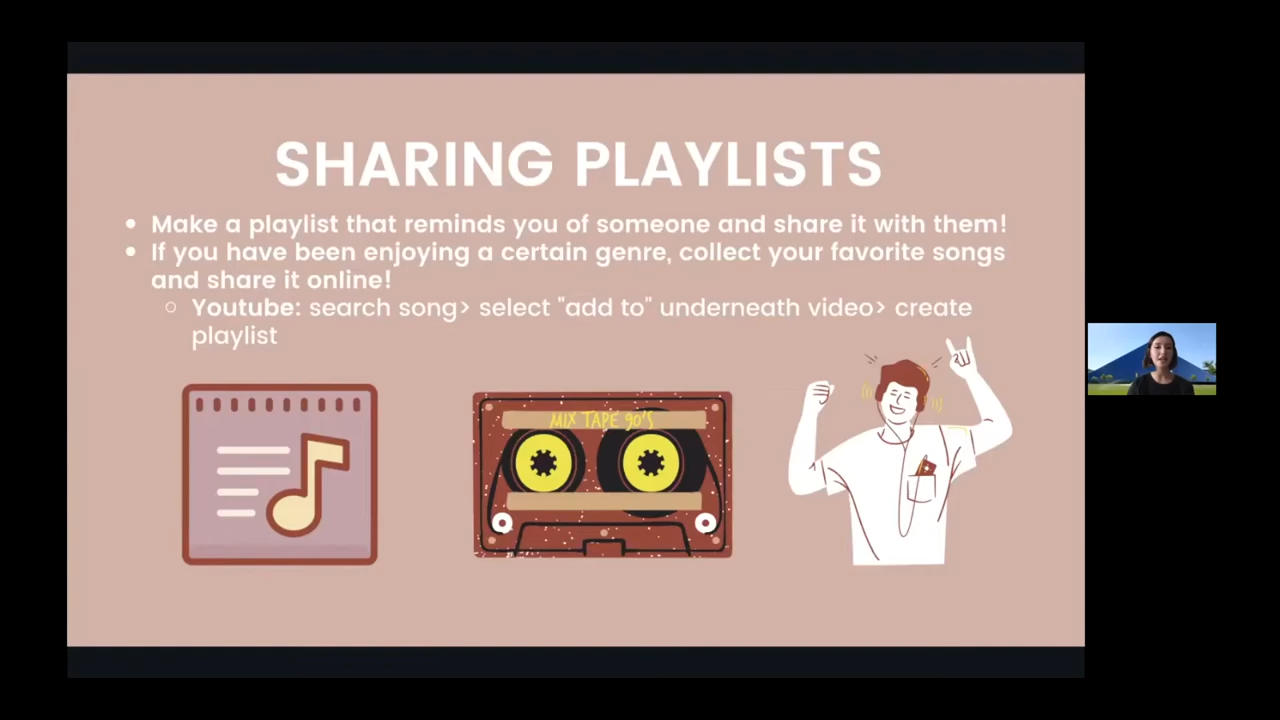 SHARING PLAYLISTS
Make a playlist that reminds you of someone and share it with them!
If you have been enjoying a certain genre, collect your favorite songs
and share it online!
Youtube: search song> select "add to" underneath video> create
playlist
MIX TAPE 90'S